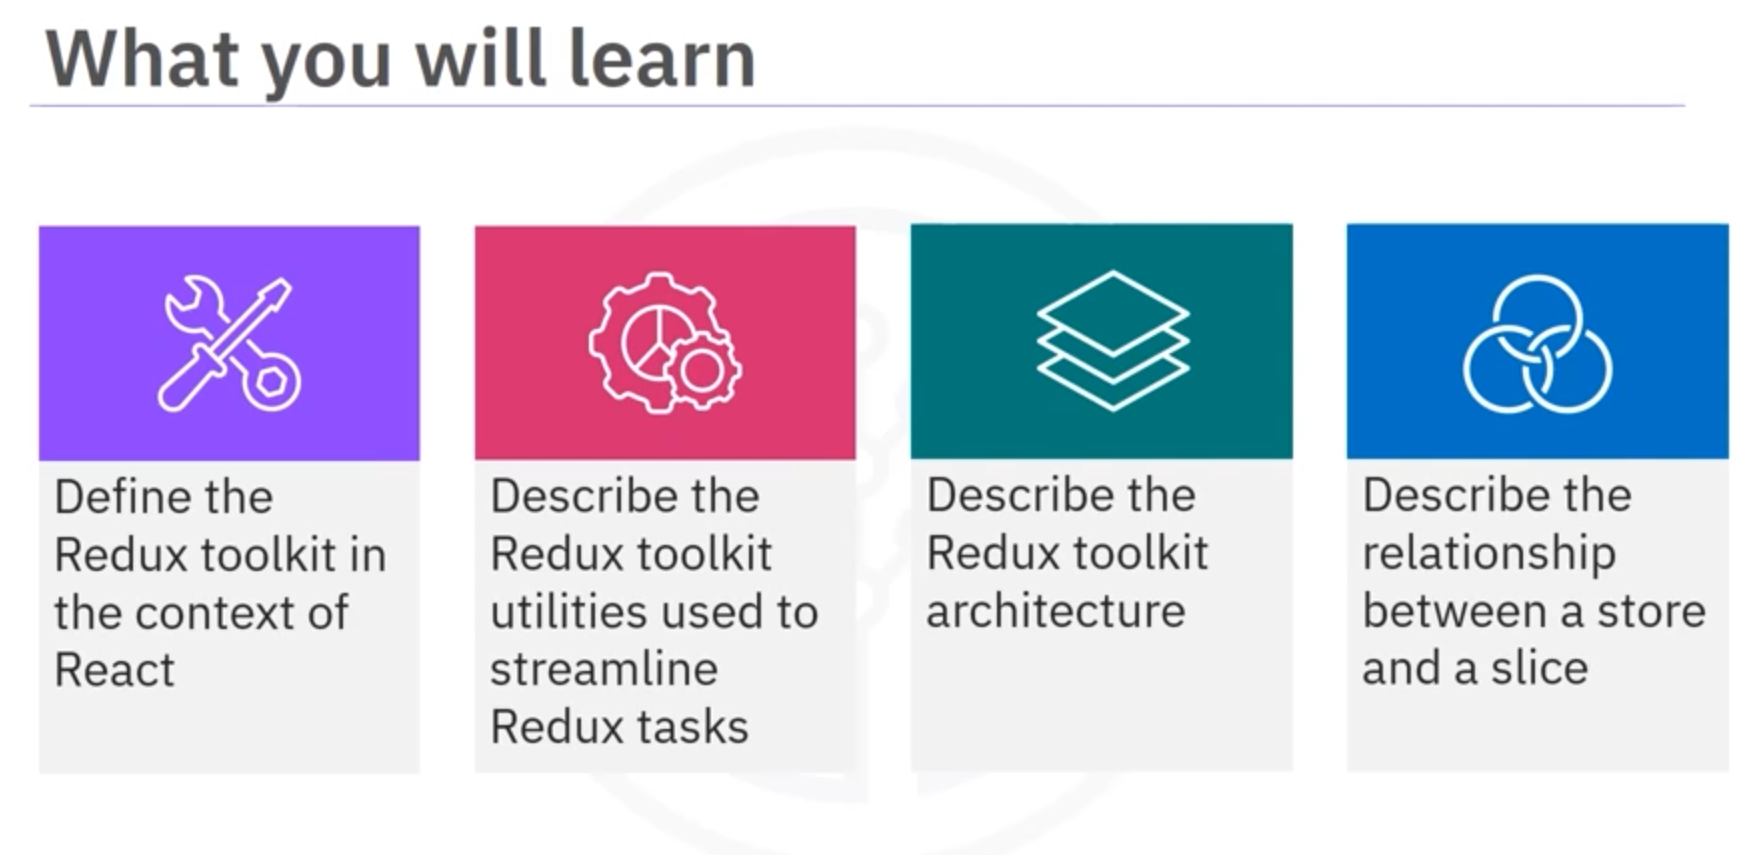 What you will learn
Define the
Redux toolkit in
the context of
React
Describe the
Redux toolkit
utilities used to
streamline
Redux tasks
Describe the
Redux toolkit
architecture
Describe the
relationship
between a store
and a slice